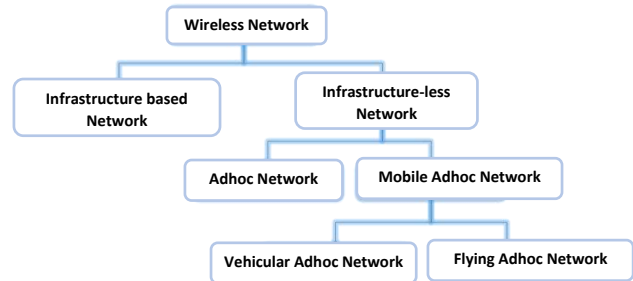 Wireless Network
Infrastructure based
Network
Infrastructure-less
Network
Adhoc Network
Mobile Adhoc Network
Vehicular Adhoc Network
Flying Adhoc Network